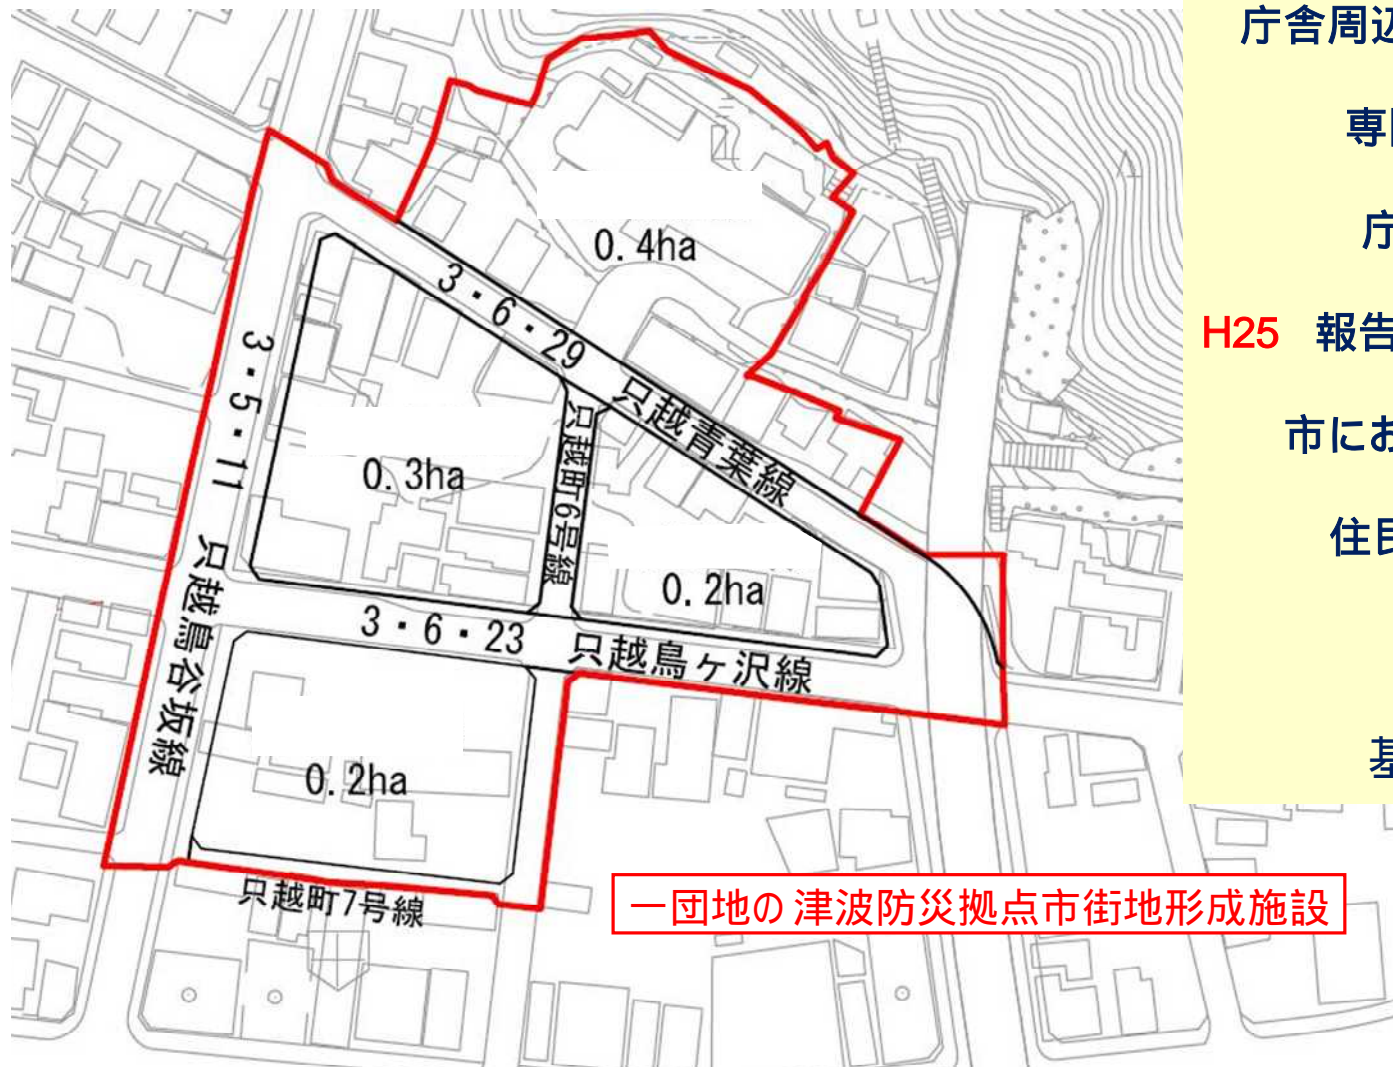 庁舎周辺
専門
庁
H25 報告
市にお
住民
基
0.4ha
3・6・29 只越青葉線
3・5・11 只越鳥谷坂線
0.3ha
只越町6号線
0.2ha
3・6・23 只越鳥ヶ沢線
0.2ha
只越町7号線
一団地の津波防災拠点市街地形成施設